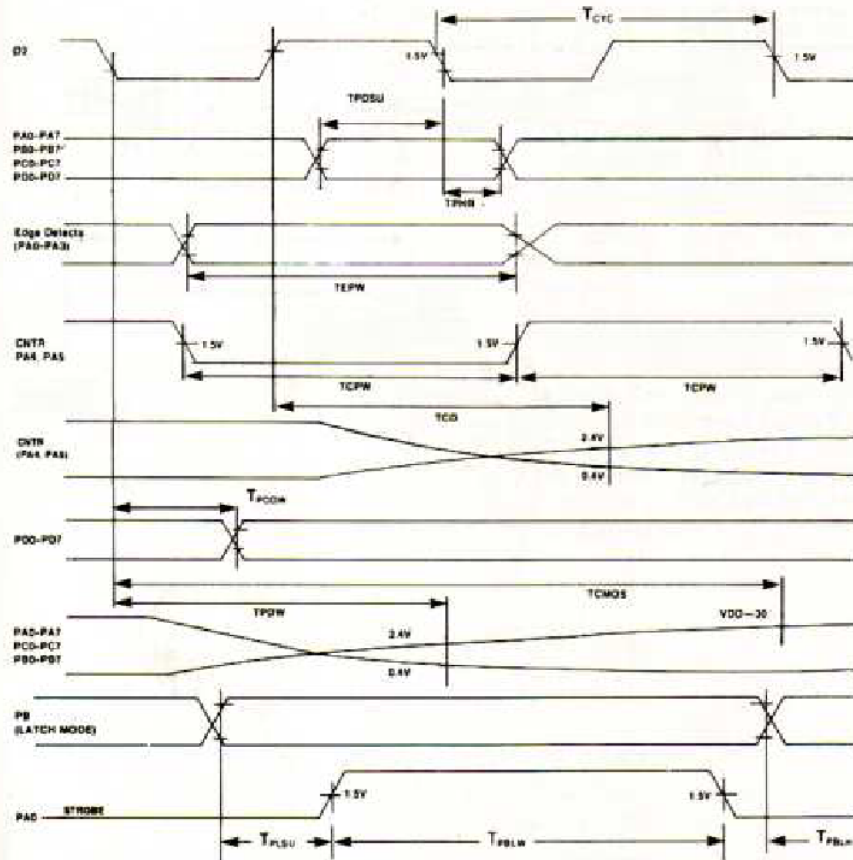 TCYC
Ø2
1.5V
1.5V
TPDSU
PA0-PA7
PB0-PB7
PC0-PC7
PD0-PD7
TPHR
Edge Detects
(PA0-PA3)
TEPW
CNTR
PA4, PA5
1.5V
1.5V
1.5V
TCPW
TCPW
TCO
CNTR
(PA4, PA5)
2.4V
0.4V
TPDDW
PD0-PD7
TCMOS
TPDW
VDD—30
PA0-PA7
PC0-PC7
PB0-PB7
2.4V
0.4V
PB
(LATCH MODE)
PA0
STROBE
1.5V
1.5V
TPLSU
TPBLW